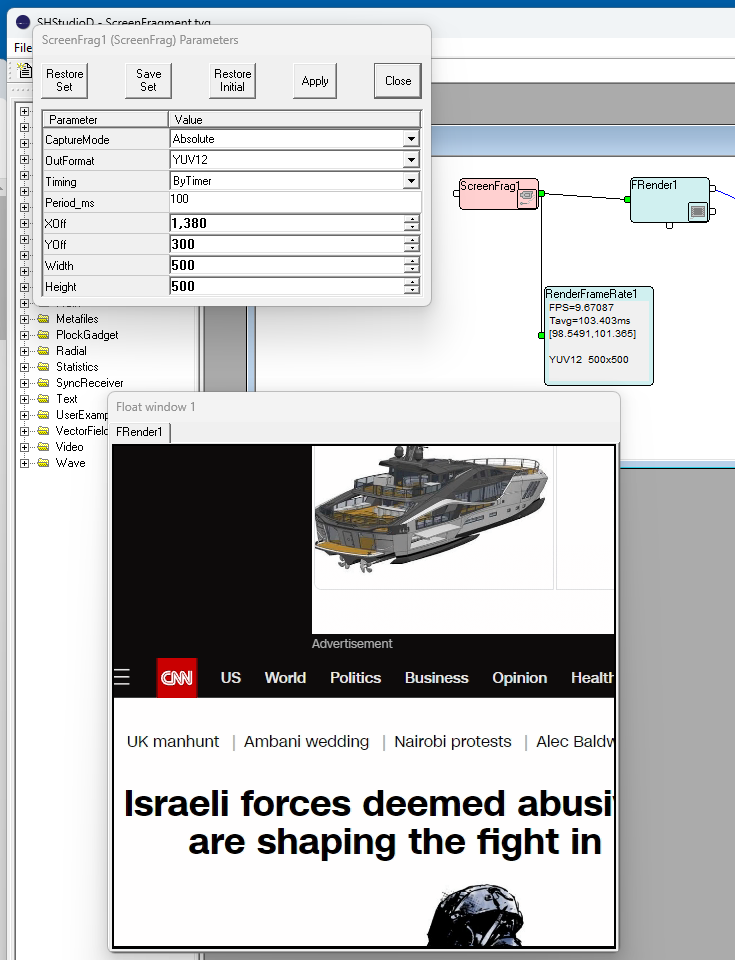 SHStudioD - ScreenFragment.tvg
File
ScreenFrag1 (ScreenFrag) Parameters
Restore Set
Save Set
Restore Initial
Apply
Close
Parameter Value
CaptureMode Absolute
OutFormat YUV12
Timing ByTimer
Period_ms 100
XOff 1,380
YOff 300
Width 500
Height 500
Metafiles
PlockGadget
Radial
Statistics
SyncReceiver
Text
UserExamp
VectorField
Video
Wave
ScreenFrag1
FRender1
RenderFrameRate1
FPS=9.67087
Tavg=103.403ms
[98.5491,101.365]
YUV12 500x500
Float window 1
FRender1
Advertisement
CNN US World Politics Business Opinion Health
UK manhunt | Ambani wedding | Nairobi protests | Alec Baldw
Israeli forces deemed abusi
are shaping the fight in